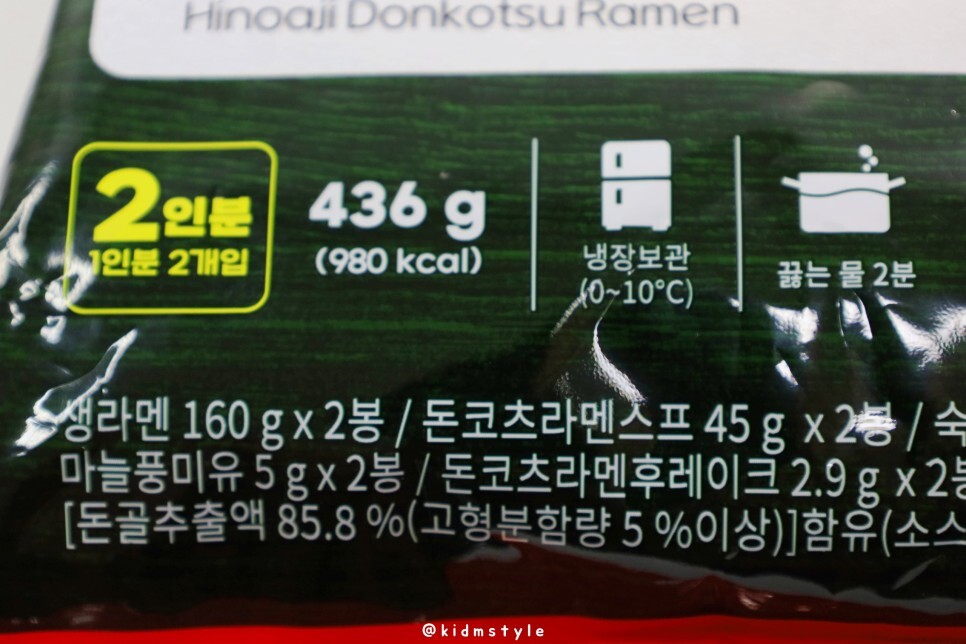 Hinoaji Donkotsu Ramen
2인분
1인분 2개입
436 g
(980 kcal)
냉장보관
(0~10°C)
끓는 물 2분
생라멘 160 g x 2봉 / 돈코츠라멘스프 45 g x 2봉 / 숙
마늘풍미유 5 g x 2봉 / 돈코츠라멘후레이크 2.9 g x 2봉
[돈골추출액 85.8 %(고형분함량 5 %이상)]함유(소스
@kidmstyle